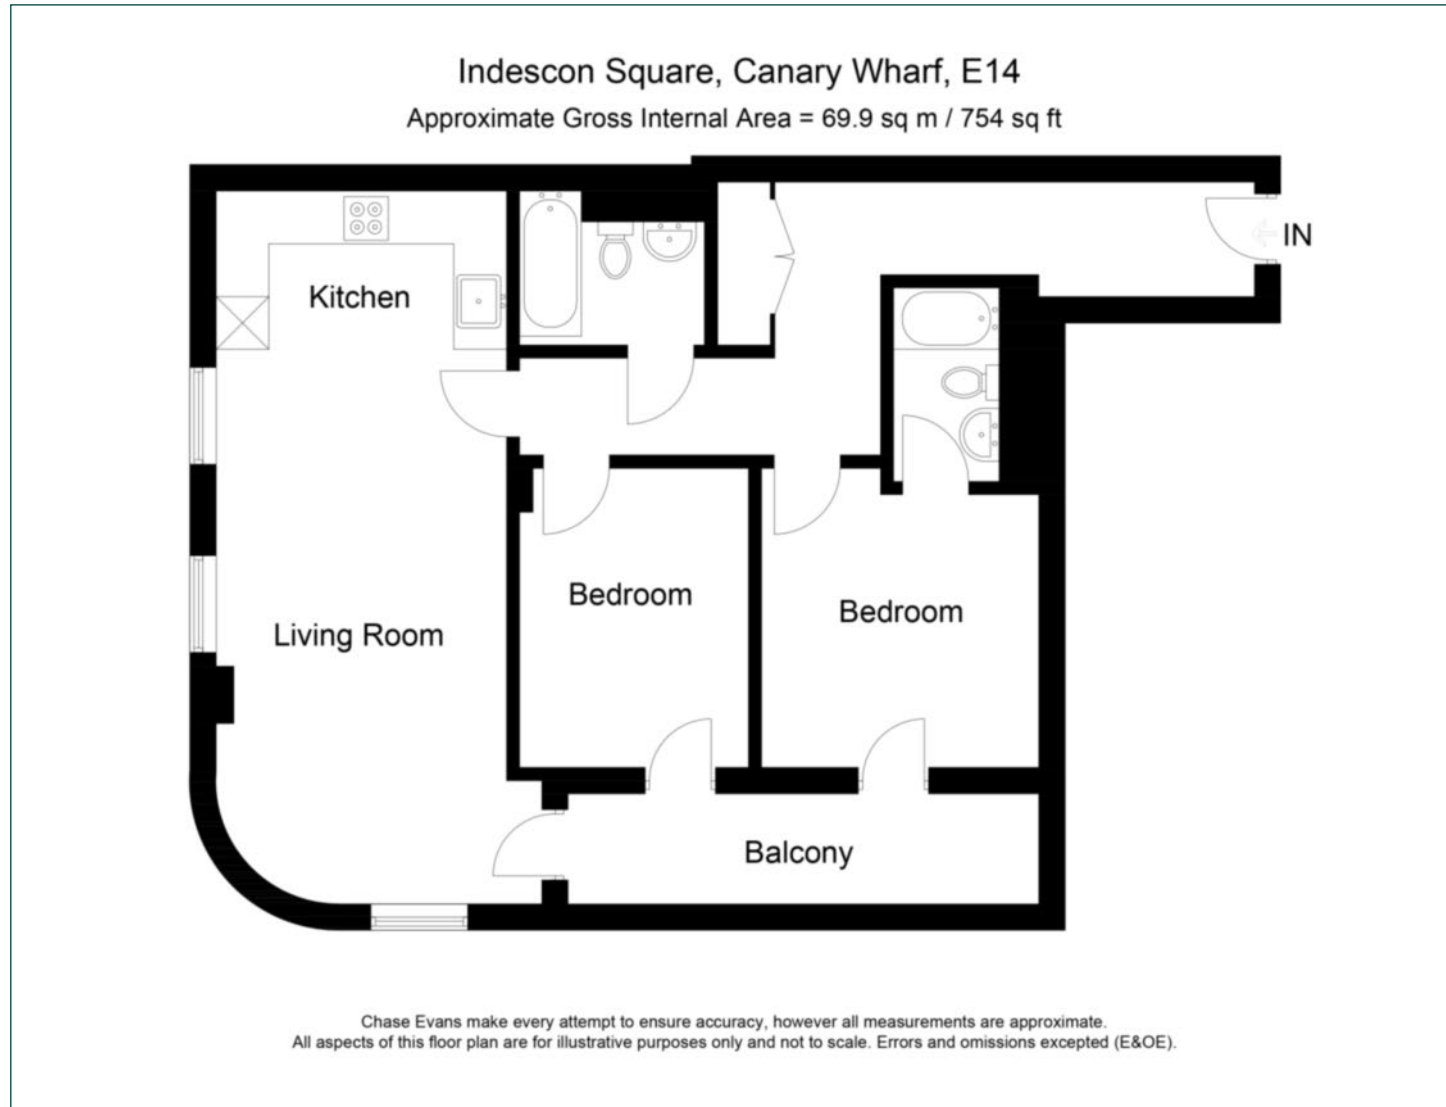 Indescon Square, Canary Wharf, E14
Approximate Gross Internal Area = 69.9 sq m / 754 sq ft
IN
Kitchen
Bedroom
Bedroom
Living Room
Balcony
Chase Evans make every attempt to ensure accuracy, however all measurements are approximate.
All aspects of this floor plan are for illustrative purposes only and not to scale. Errors and omissions excepted (E&OE).